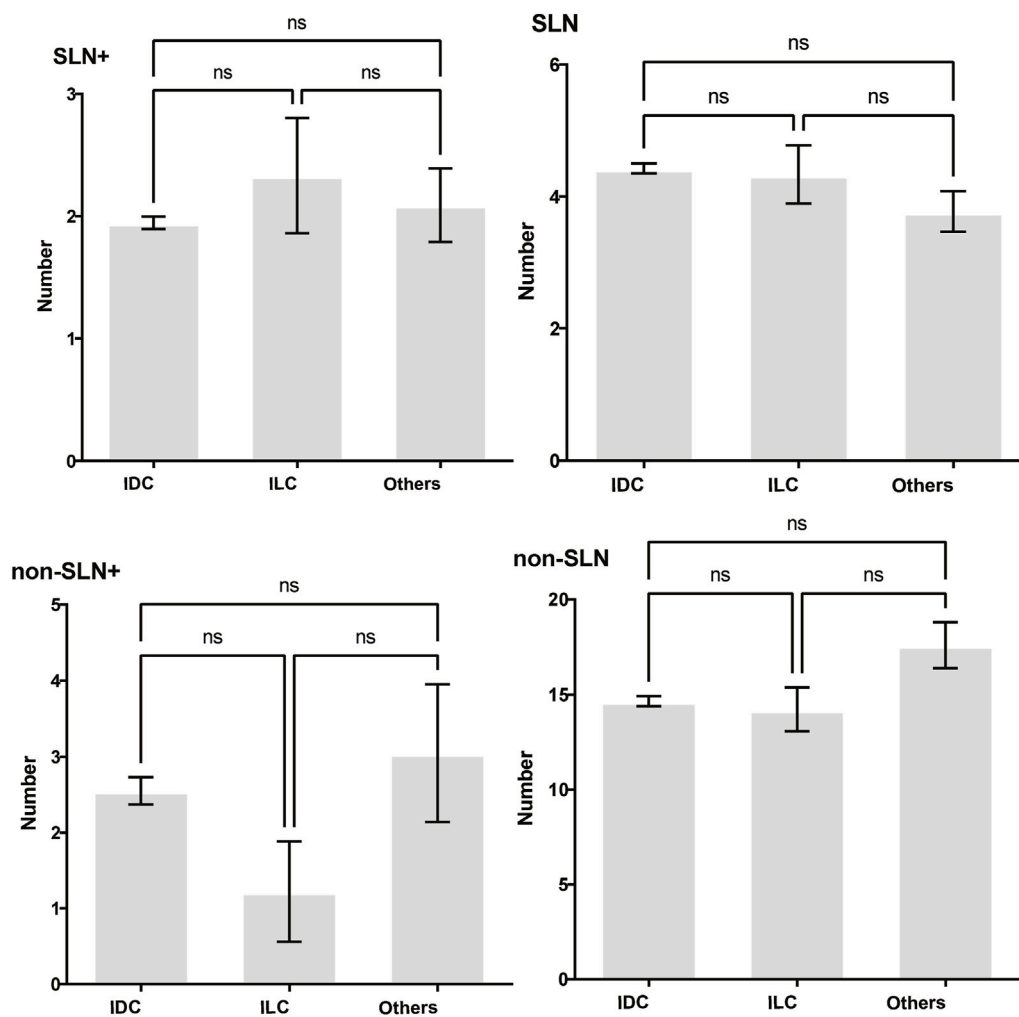 SLN+
ns
ns
ns
Number
3
2
1
0
IDC
ILC
Others
SLN
ns
ns
ns
Number
6
4
2
0
IDC
ILC
Others
non-SLN+
ns
ns
ns
Number
5
4
3
2
1
0
IDC
ILC
Others
non-SLN
ns
ns
ns
Number
20
15
10
5
0
IDC
ILC
Others